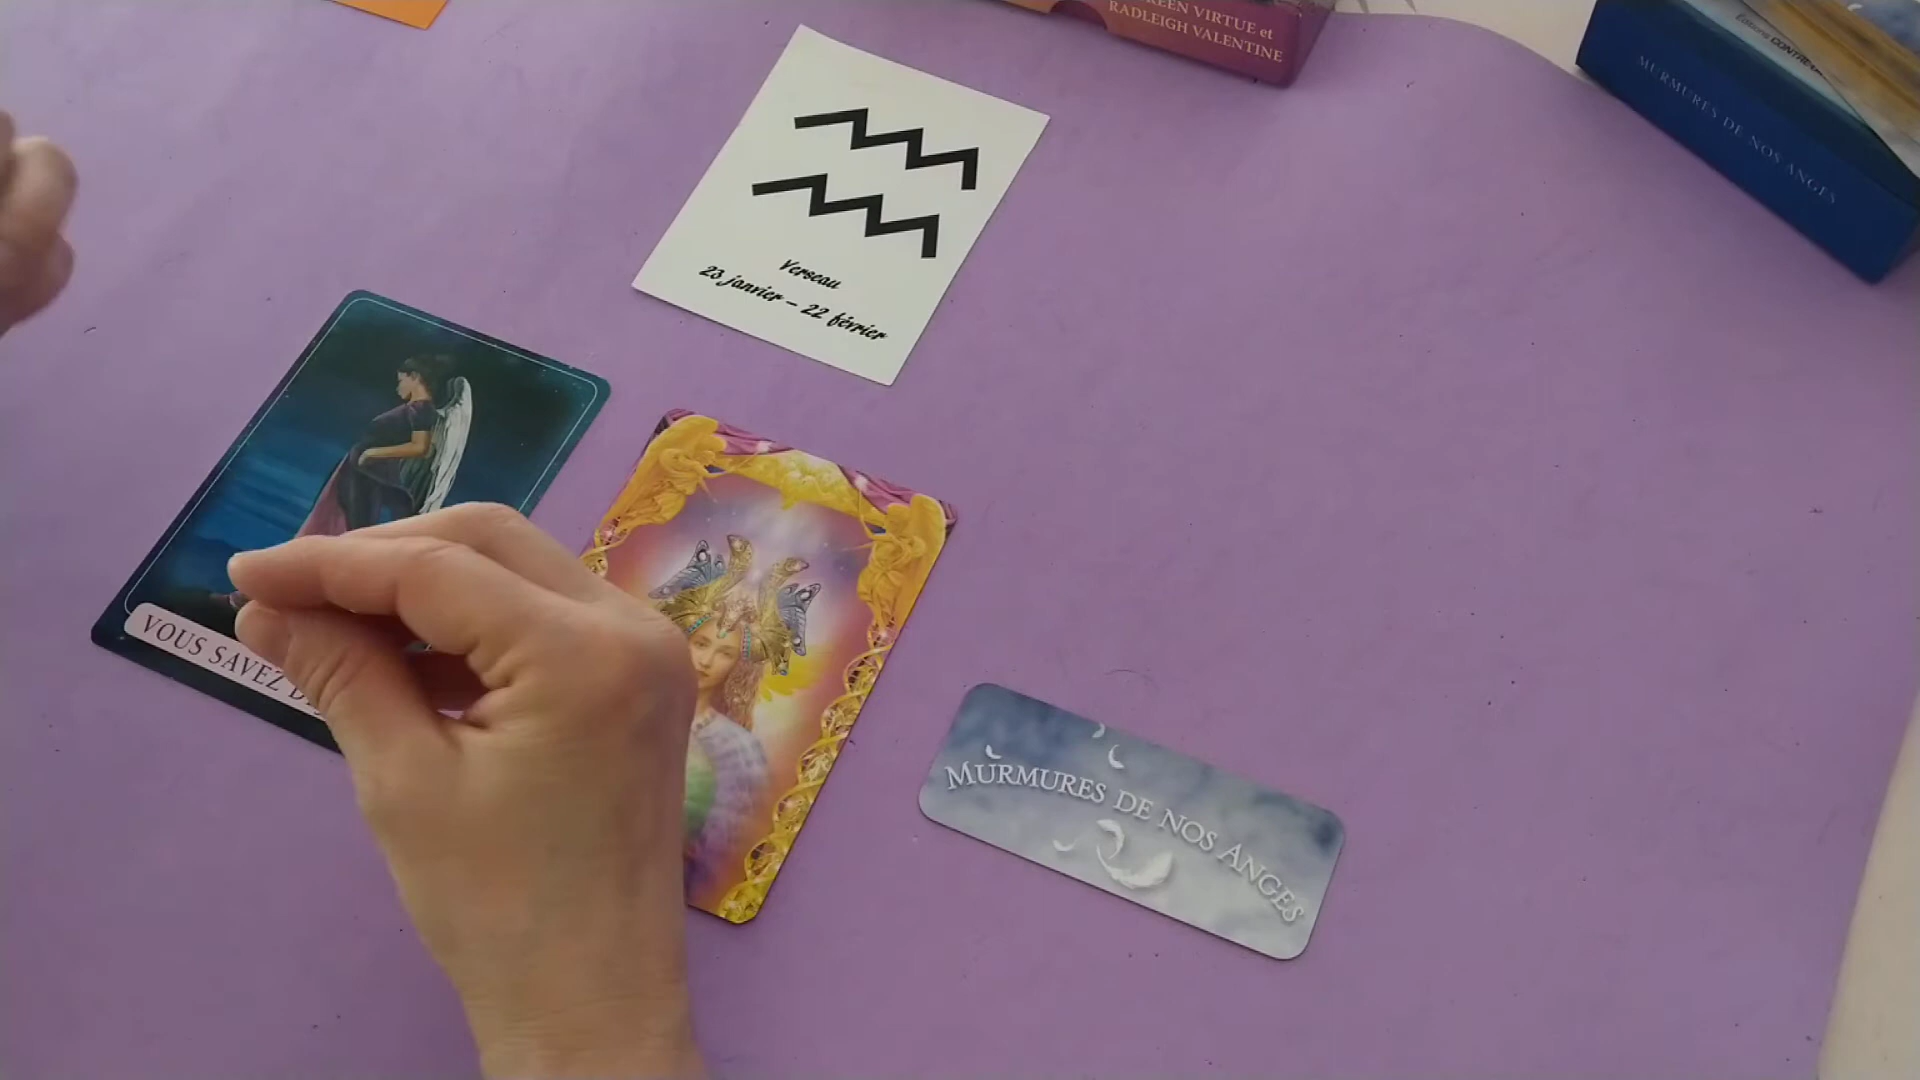 VIRTUE et
RADLEIGH VALENTINE
Éditions
MURMURES DE NOS ANGES
Verseau
23 janvier – 22 février
VOUS SAVEZ
MURMURES DE NOS ANGES